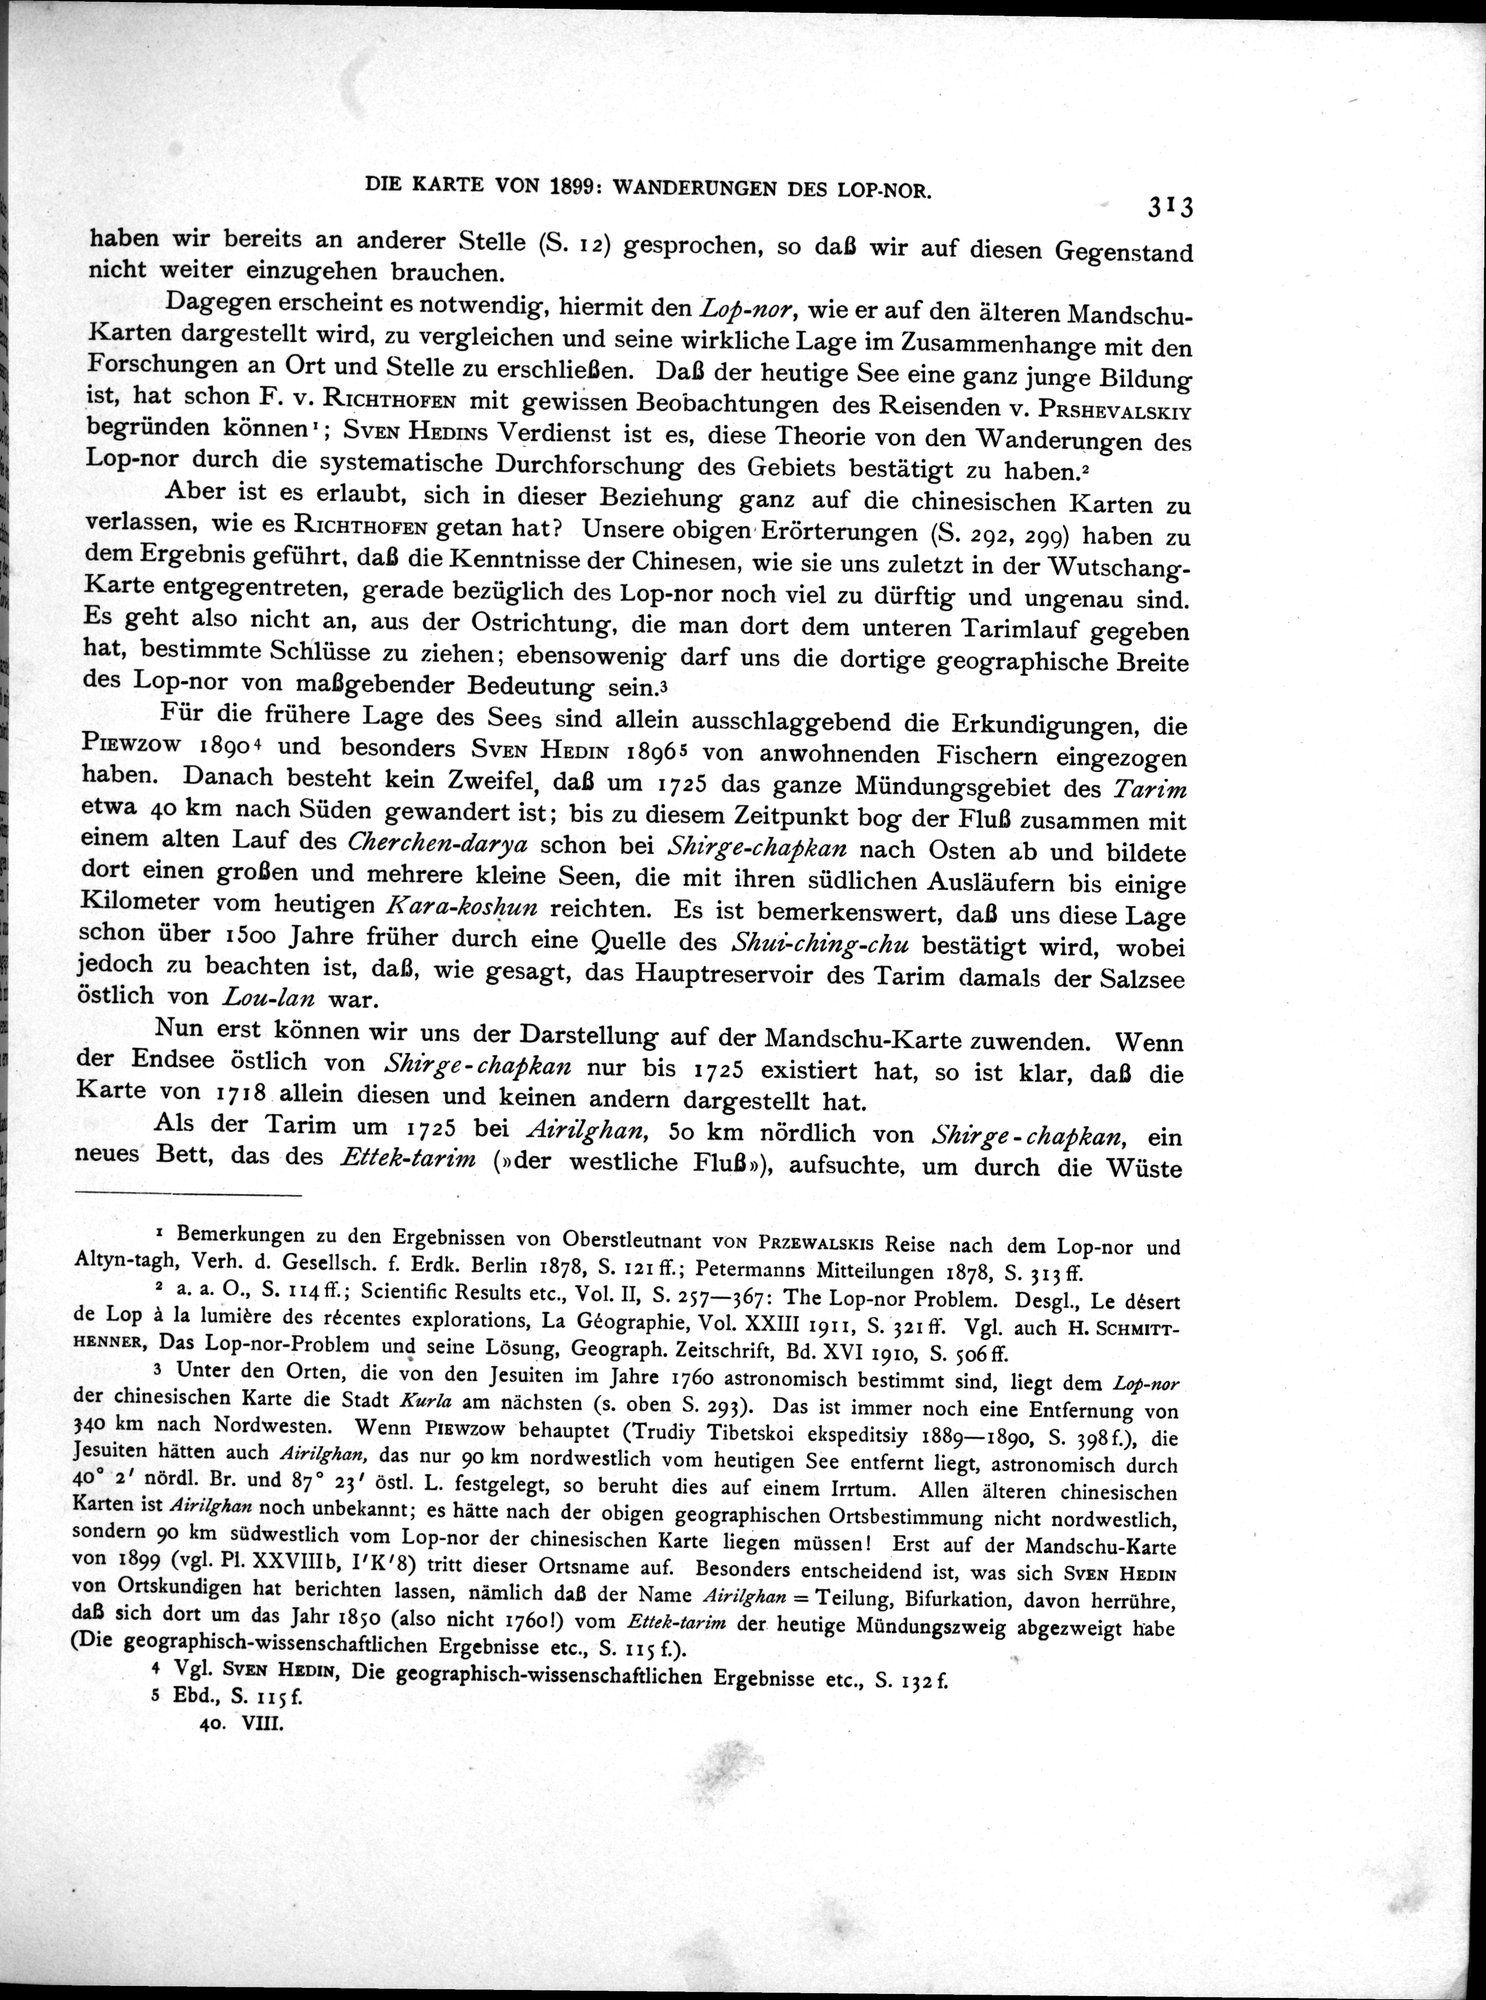 DIE KARTE VON 1899: WANDERUNGEN DES LOP-NOR.
313
haben wir bereits an anderer Stelle (S. 12) gesprochen, so daß wir auf diesen Gegenstand
nicht weiter einzugehen brauchen.
Dagegen erscheint es notwendig, hiermit den Lop-nor, wie er auf den älteren Mandschu-
Karten dargestellt wird, zu vergleichen und seine wirkliche Lage im Zusammenhange mit den
Forschungen an Ort und Stelle zu erschließen. Daß der heutige See eine ganz junge Bildung
ist, hat schon F. v. RICHTHOFEN mit gewissen Beobachtungen des Reisenden v. PRSHEVALSKIY
begründen können¹; SVEN HEDINS Verdienst ist es, diese Theorie von den Wanderungen des
Lop-nor durch die systematische Durchforschung des Gebiets bestätigt zu haben.²
Aber ist es erlaubt, sich in dieser Beziehung ganz auf die chinesischen Karten zu
verlassen, wie es RICHTHOFEN getan hat? Unsere obigen Erörterungen (S. 292, 299) haben zu
dem Ergebnis geführt, daß die Kenntnisse der Chinesen, wie sie uns zuletzt in der Wutschang-
Karte entgegentreten, gerade bezüglich des Lop-nor noch viel zu dürftig und ungenau sind.
Es geht also nicht an, aus der Ostrichtung, die man dort dem unteren Tarimlauf gegeben
hat, bestimmte Schlüsse zu ziehen; ebensowenig darf uns die dortige geographische Breite
des Lop-nor von maßgebender Bedeutung sein.³
Für die frühere Lage des Sees sind allein ausschlaggebend die Erkundigungen, die
PIEWZOW 1890⁴ und besonders SVEN HEDIN 1896⁵ von anwohnenden Fischern eingezogen
haben. Danach besteht kein Zweifel, daß um 1725 das ganze Mündungsgebiet des Tarim
etwa 40 km nach Süden gewandert ist; bis zu diesem Zeitpunkt bog der Fluß zusammen mit
einem alten Lauf des Cherchen-darya schon bei Shirge-chapkan nach Osten ab und bildete
dort einen großen und mehrere kleine Seen, die mit ihren südlichen Ausläufern bis einige
Kilometer vom heutigen Kara-koshun reichten. Es ist bemerkenswert, daß uns diese Lage
schon über 1500 Jahre früher durch eine Quelle des Shui-ching-chu bestätigt wird, wobei
jedoch zu beachten ist, daß, wie gesagt, das Hauptreservoir des Tarim damals der Salzsee
östlich von Lou-lan war.
Nun erst können wir uns der Darstellung auf der Mandschu-Karte zuwenden. Wenn
der Endsee östlich von Shirge-chapkan nur bis 1725 existiert hat, so ist klar, daß die
Karte von 1718 allein diesen und keinen andern dargestellt hat.
Als der Tarim um 1725 bei Airilghan, 50 km nördlich von Shirge-chapkan, ein
neues Bett, das des Ettek-tarim (»der westliche Fluß»), aufsuchte, um durch die Wüste
¹ Bemerkungen zu den Ergebnissen von Oberstleutnant VON PRZEWALSKIS Reise nach dem Lop-nor und
Altyn-tagh, Verh. d. Gesellsch. f. Erdk. Berlin 1878, S. 121 ff.; Petermanns Mitteilungen 1878, S. 313 ff.
² a. a. O., S. 114 ff.; Scientific Results etc., Vol. II, S. 257—367: The Lop-nor Problem. Desgl., Le désert
de Lop à la lumière des récentes explorations, La Géographie, Vol. XXIII 1911, S. 321 ff. Vgl. auch H. SCHMITT-
HENNER, Das Lop-nor-Problem und seine Lösung, Geograph. Zeitschrift, Bd. XVI 1910, S. 506 ff.
³ Unter den Orten, die von den Jesuiten im Jahre 1760 astronomisch bestimmt sind, liegt dem Lop-nor
der chinesischen Karte die Stadt Kurla am nächsten (s. oben S. 293). Das ist immer noch eine Entfernung von
340 km nach Nordwesten. Wenn PIEWZOW behauptet (Trudiy Tibetskoi ekspeditsiy 1889—1890, S. 398 f.), die
Jesuiten hätten auch Airilghan, das nur 90 km nordwestlich vom heutigen See entfernt liegt, astronomisch durch
40° 2′ nördl. Br. und 87° 23′ östl. L. festgelegt, so beruht dies auf einem Irrtum. Allen älteren chinesischen
Karten ist Airilghan noch unbekannt; es hätte nach der obigen geographischen Ortsbestimmung nicht nordwestlich,
sondern 90 km südwestlich vom Lop-nor der chinesischen Karte liegen müssen! Erst auf der Mandschu-Karte
von 1899 (vgl. Pl. XXVIIIb, I′K′8) tritt dieser Ortsname auf. Besonders entscheidend ist, was sich SVEN HEDIN
von Ortskundigen hat berichten lassen, nämlich daß der Name Airilghan = Teilung, Bifurkation, davon herrühre,
daß sich dort um das Jahr 1850 (also nicht 1760!) vom Ettek-tarim der heutige Mündungszweig abgezweigt habe
(Die geographisch-wissenschaftlichen Ergebnisse etc., S. 115 f.).
⁴ Vgl. SVEN HEDIN, Die geographisch-wissenschaftlichen Ergebnisse etc., S. 132 f.
⁵ Ebd., S. 115 f.
40. VIII.